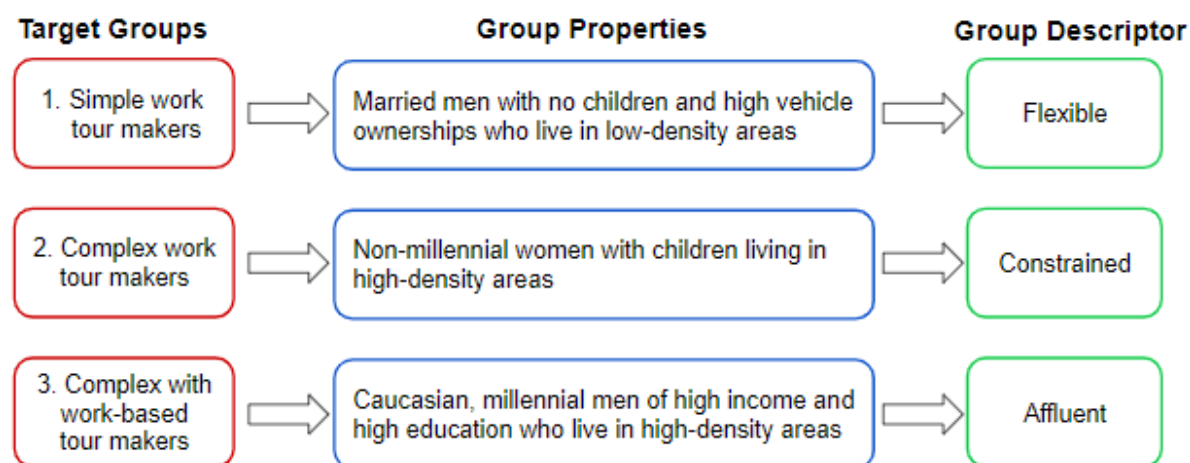 Target Groups
Group Properties
Group Descriptor
1. Simple work
tour makers
Married men with no children and high vehicle
ownerships who live in low-density areas
Flexible
2. Complex work
tour makers
Non-millennial women with children living in
high-density areas
Constrained
3. Complex with
work-based
tour makers
Caucasian, millennial men of high income and
high education who live in high-density areas
Affluent